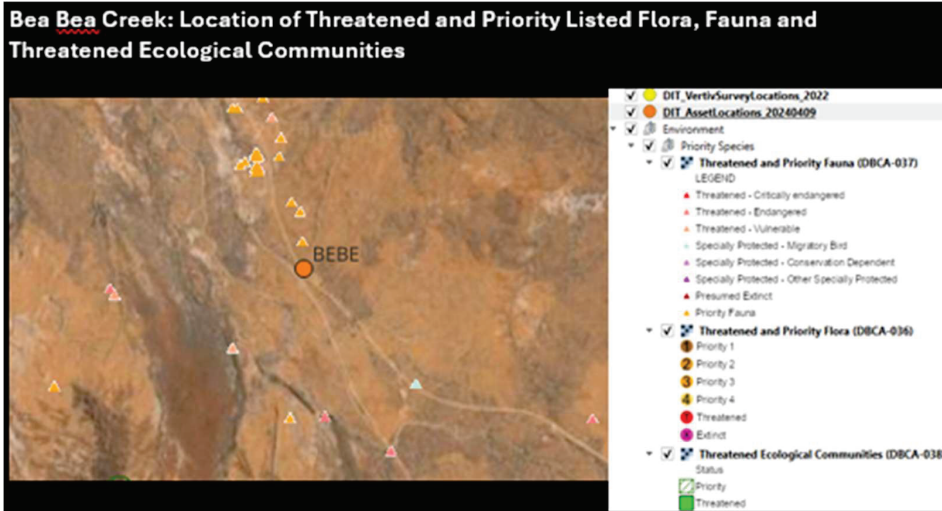 Bea Bea Creek: Location of Threatened and Priority Listed Flora, Fauna and
Threatened Ecological Communities
BEBE
DIT_VertivSurveyLocations_2022
DIT_AssetLocations_20240409
Environment
Priority Species
Threatened and Priority Fauna (DBCA-037)
LEGEND
Threatened - Critically endangered
Threatened - Endangered
Threatened - Vulnerable
Specially Protected - Migratory Bird
Specially Protected - Conservation Dependent
Specially Protected - Other Specially Protected
Presumed Extinct
Priority Fauna
Threatened and Priority Flora (DBCA-036)
1 Priority 1
2 Priority 2
3 Priority 3
4 Priority 4
T Threatened
Extinct
Threatened Ecological Communities (DBCA-038
Status
Priority
Threatened